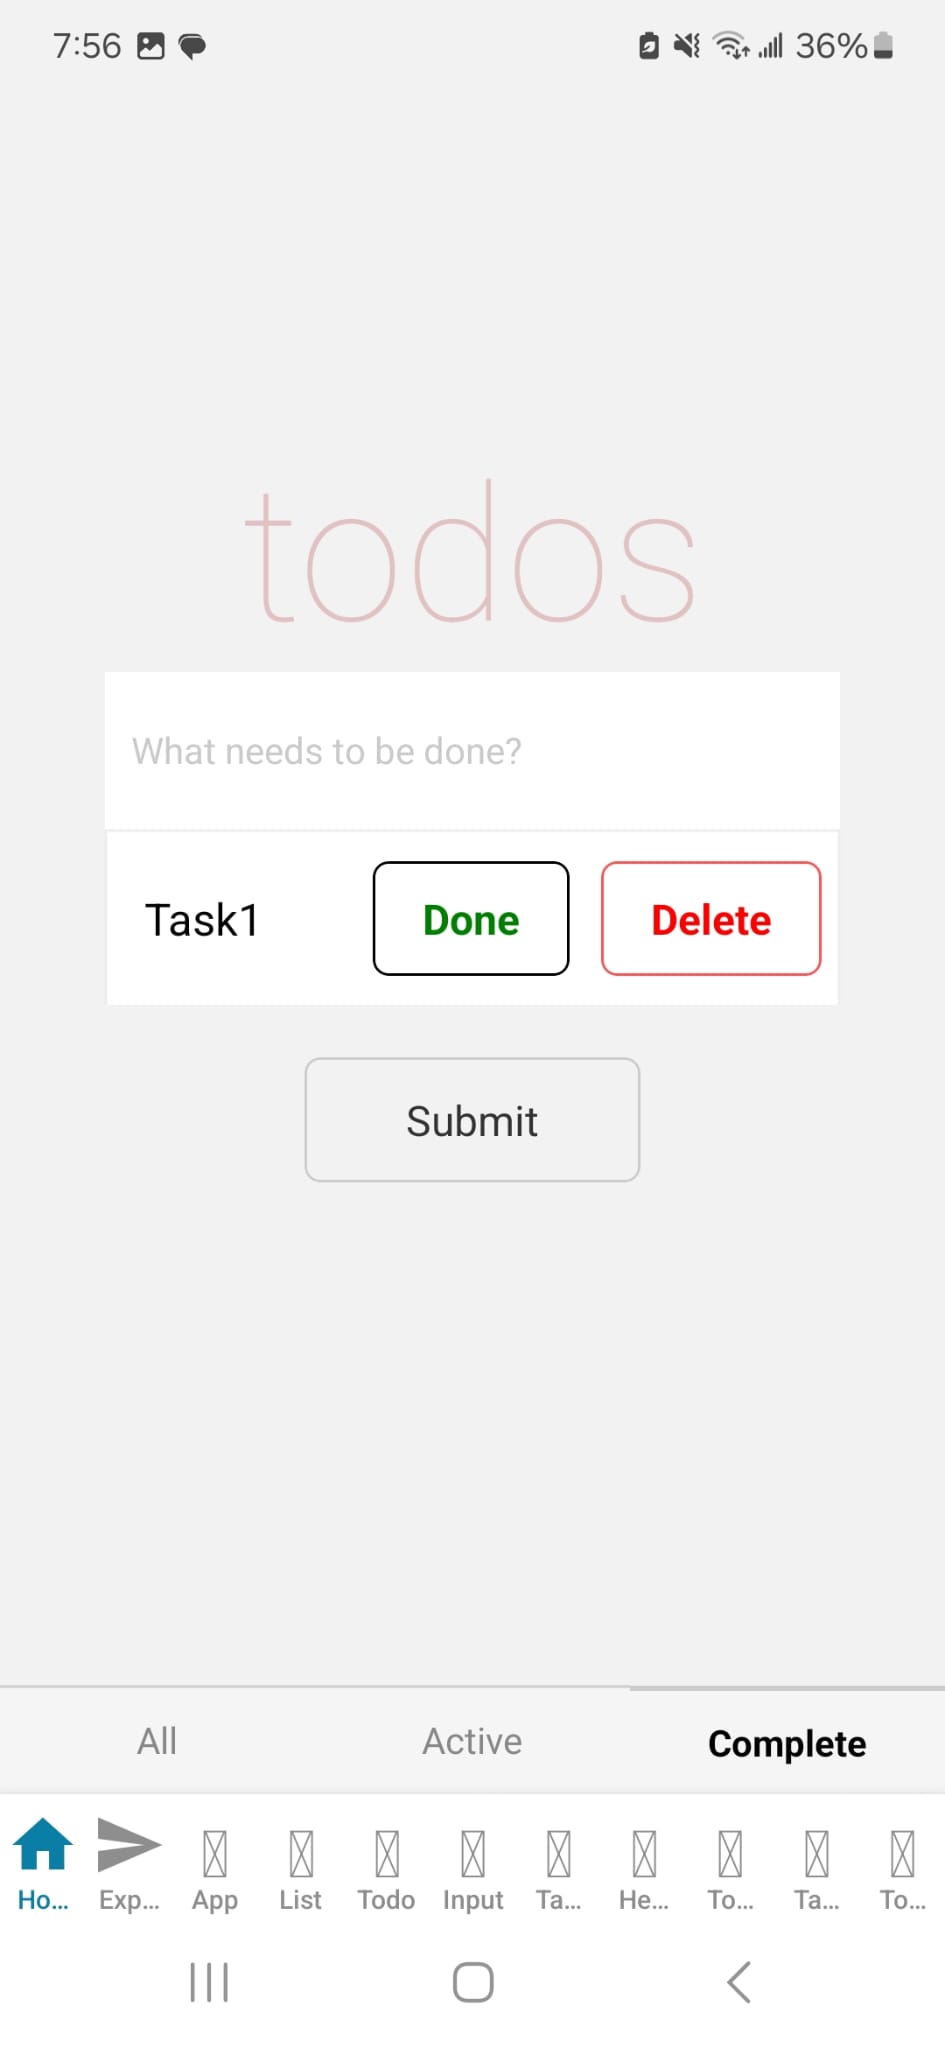 7:56 36%
todos
What needs to be done?
Task1 Done Delete
Submit
All Active Complete
Ho... Exp... App List Todo Input Ta... He... To... Ta... To...